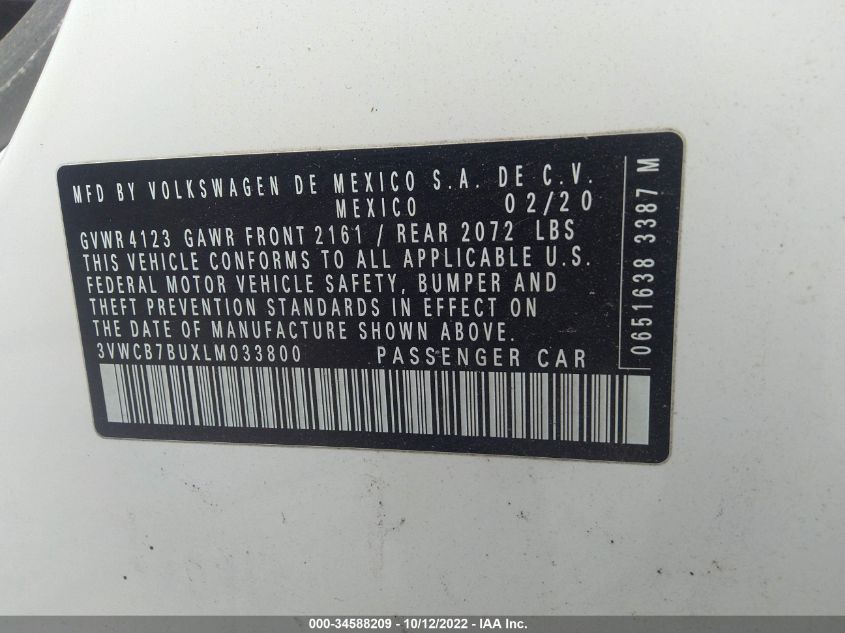 MFD BY VOLKSWAGEN DE MEXICO S.A. DE C.V.
MEXICO 02/20
GVWR 4123 GAWR FRONT 2161 / REAR 2072 LBS
THIS VEHICLE CONFORMS TO ALL APPLICABLE U.S.
FEDERAL MOTOR VEHICLE SAFETY, BUMPER AND
THEFT PREVENTION STANDARDS IN EFFECT ON
THE DATE OF MANUFACTURE SHOWN ABOVE.
3VWCB7BUXLM033800 PASSENGER CAR
0651638 3387 M
000-34588209 - 10/12/2022 - IAA Inc.